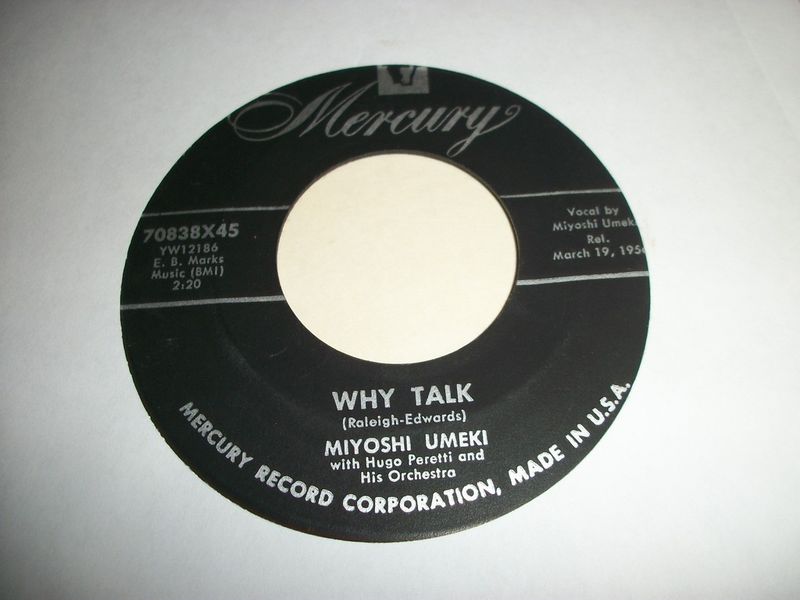 Mercury
70838X45
YW12186
E. B. Marks
Music (BMI)
2:20
Vocal by
Miyoshi Umeki
Rel.
March 19, 195
WHY TALK
(Raleigh-Edwards)
MIYOSHI UMEKI
with Hugo Peretti and
His Orchestra
MERCURY RECORD CORPORATION, MADE IN U.S.A.